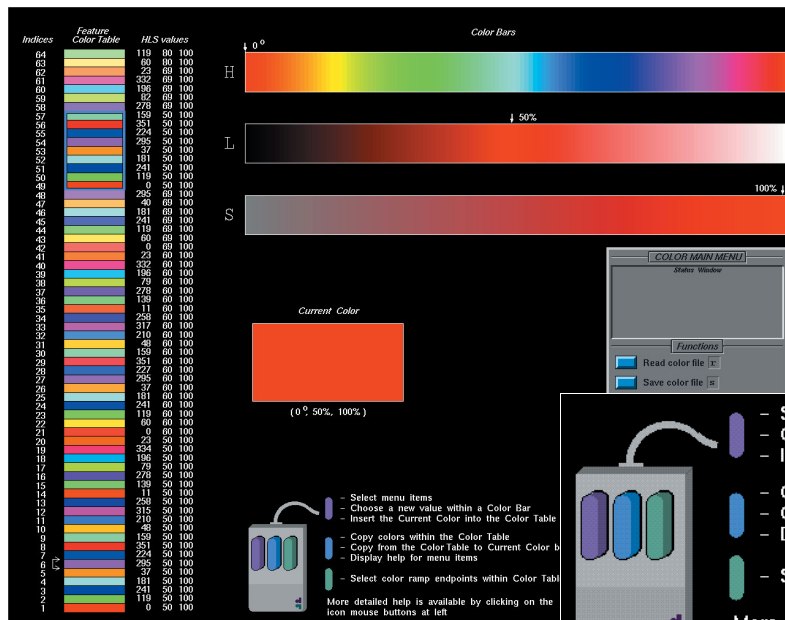 Indices
Feature
Color Table
HLS values
64 119 80 100
63 60 80 100
62 23 69 100
61 332 69 100
60 196 69 100
59 82 69 100
58 278 69 100
57 159 50 100
56 351 50 100
55 224 50 100
54 295 50 100
53 37 50 100
52 181 50 100
51 241 50 100
50 119 50 100
49 0 50 100
48 295 69 100
47 40 69 100
46 181 69 100
45 241 69 100
44 119 69 100
43 60 69 100
42 0 69 100
41 23 60 100
40 332 60 100
39 196 60 100
38 79 60 100
37 278 60 100
36 139 60 100
35 11 60 100
34 258 60 100
33 317 60 100
32 210 60 100
31 48 60 100
30 159 60 100
29 351 60 100
28 227 60 100
27 295 60 100
26 37 60 100
25 181 60 100
24 241 60 100
23 119 60 100
22 60 60 100
21 0 60 100
20 23 50 100
19 334 50 100
18 196 50 100
17 79 50 100
16 278 50 100
15 139 50 100
14 11 50 100
13 258 50 100
12 315 50 100
11 210 50 100
10 48 50 100
9 159 50 100
8 351 50 100
7 224 50 100
6 295 50 100
5 37 50 100
4 181 50 100
3 241 50 100
2 119 50 100
1 0 50 100
Color Bars
0°
H
50%
L
100%
S
COLOR MAIN MENU
Status Window
Functions
Read color file r
Save color file s
Current Color
(0°, 50%, 100%)
– Select menu items
– Choose a new value within a Color Bar
– Insert the Current Color into the Color Table
– Copy colors within the Color Table
– Copy from the Color Table to Current Color b
– Display help for menu items
– Select color ramp endpoints within Color Tabl
More detailed help is available by clicking on the
icon mouse buttons at left